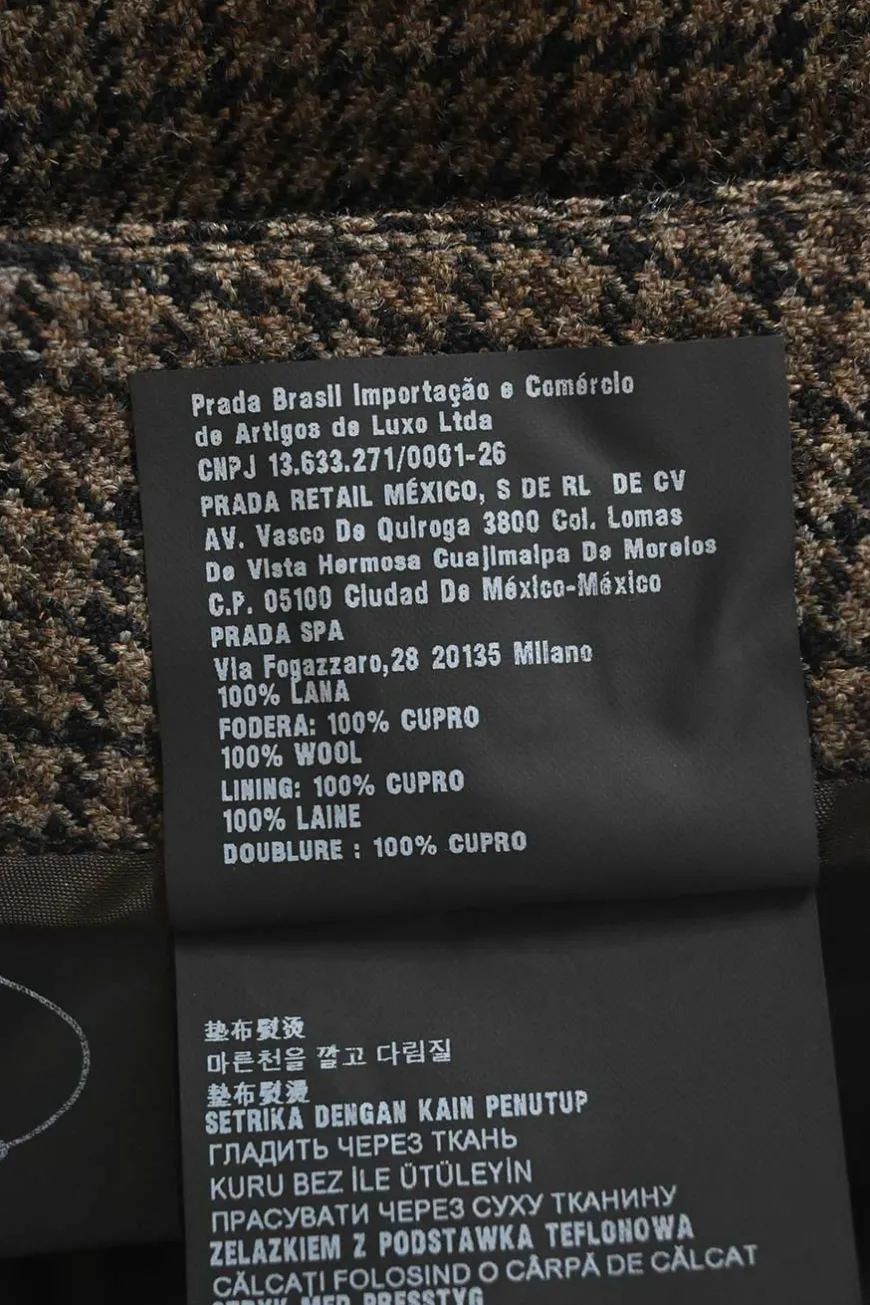 Prada Brasil Importação e Comércio
de Artigos de Luxo Ltda
CNPJ 13.633.271/0001-26
PRADA RETAIL MÉXICO, S DE RL DE CV
AV. Vasco De Quiroga 3800 Col. Lomas
De Vista Hermosa Cuajimalpa De Morelos
C.P. 05100 Ciudad De México-México
PRADA SPA
Via Fogazzaro,28 20135 Milano
100% LANA
FODERA: 100% CUPRO
100% WOOL
LINING: 100% CUPRO
100% LAINE
DOUBLURE : 100% CUPRO
垫布熨烫
마른천을 깔고 다림질
墊布熨燙
SETRIKA DENGAN KAIN PENUTUP
ГЛАДИТЬ ЧЕРЕЗ ТКАНЬ
KURU BEZ İLE ÜTÜLEYİN
ПРАСУВАТИ ЧЕРЕЗ СУХУ ТКАНИНУ
ZELAZKIEM Z PODSTAWKA TEFLONOWA
CĂLCAȚI FOLOSIND O CÂRPĂ DE CĂLCAT
STRYK MED PRESSTYG